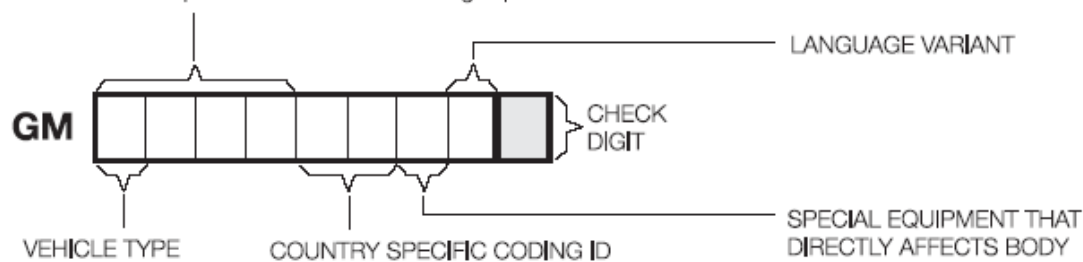 LANGUAGE VARIANT
GM
CHECK
DIGIT
VEHICLE TYPE
COUNTRY SPECIFIC CODING ID
SPECIAL EQUIPMENT THAT
DIRECTLY AFFECTS BODY